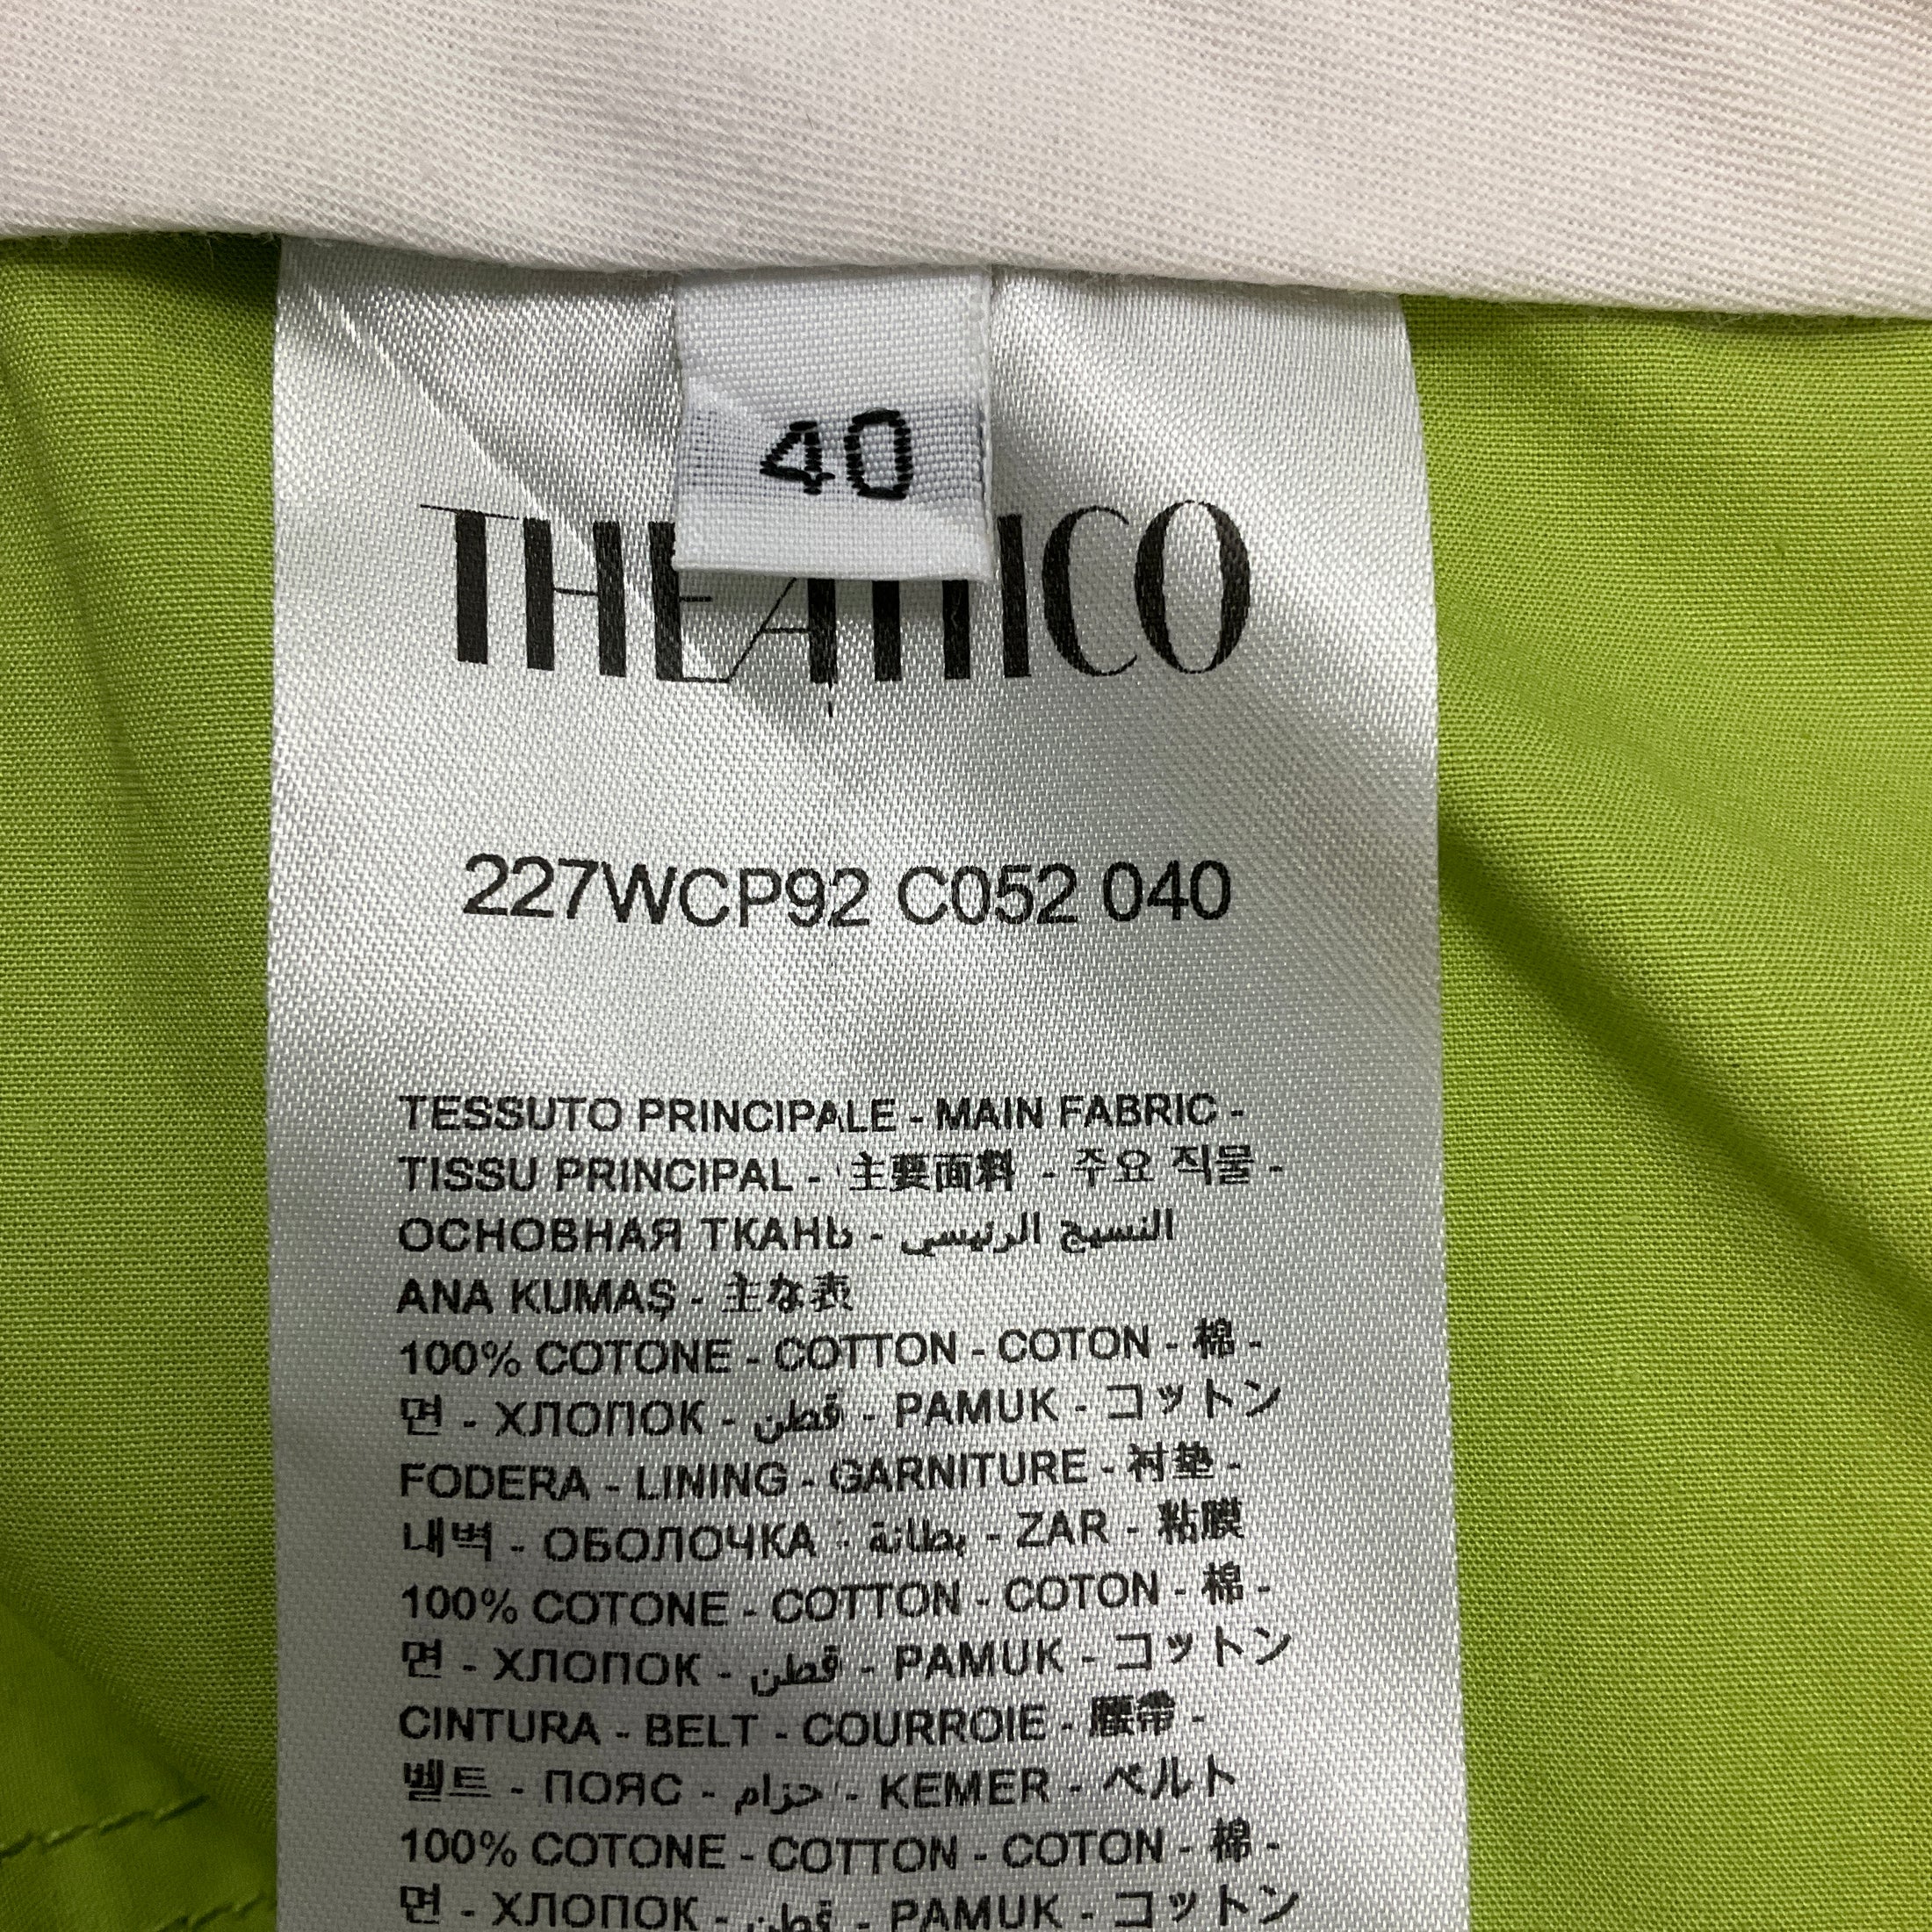 40
THE ATTICO
227WCP92 C052 040
TESSUTO PRINCIPALE - MAIN FABRIC -
TISSU PRINCIPAL - 主要面料 - 주요 직물 -
ОСНОВНАЯ ТКАНЬ - النسيج الرئيسي
ANA KUMAŞ - 主な表
100% COTONE - COTTON - COTON - 棉 -
면 - ХЛОПОК - قطن - PAMUK - コットン
FODERA - LINING - GARNITURE - 衬垫 -
내벽 - ОБОЛОЧКА - بطانة - ZAR - 粘膜
100% COTONE - COTTON - COTON - 棉 -
면 - ХЛОПОК - قطن - PAMUK - コットン
CINTURA - BELT - COURROIE - 腰帶 -
벨트 - ПОЯС - حزام - KEMER - ベルト
100% COTONE - COTTON - COTON - 棉 -
면 - ХЛОПОК - قطن - PAMUK - コットン